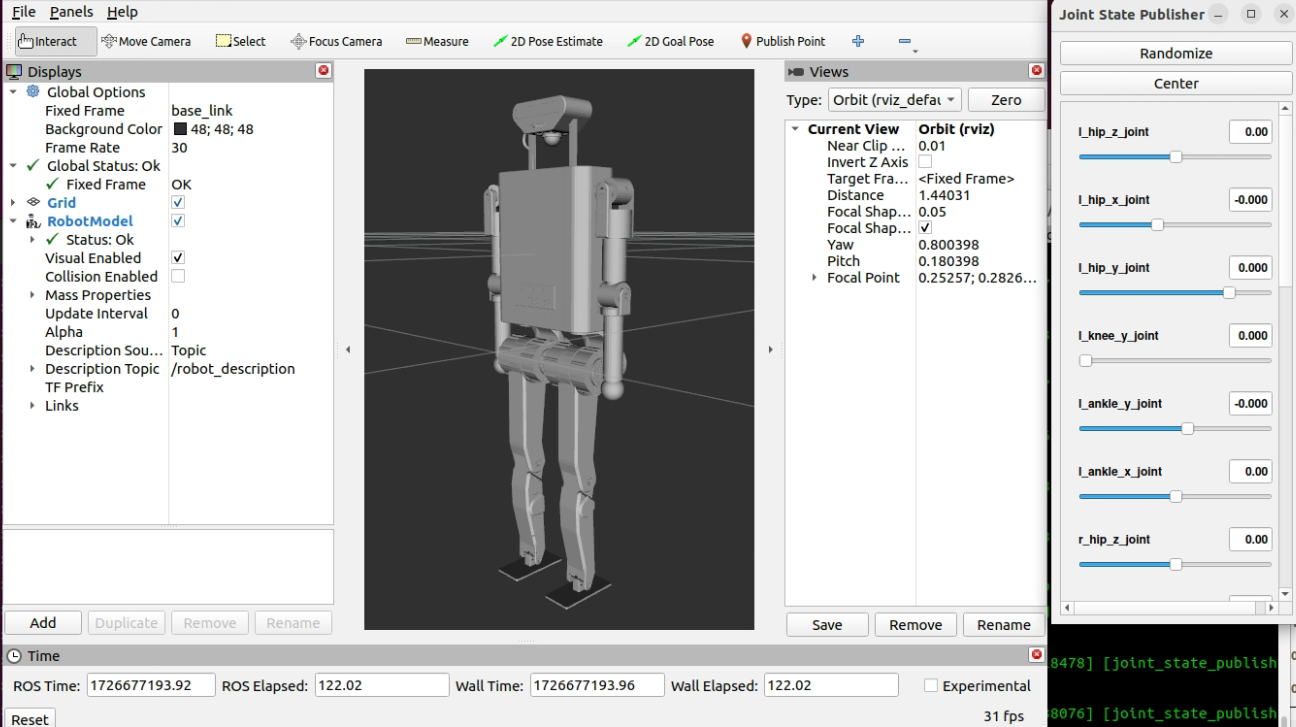 File Panels Help
Interact Move Camera Select Focus Camera Measure 2D Pose Estimate 2D Goal Pose Publish Point
Displays
Global Options
Fixed Frame base_link
Background Color 48; 48; 48
Frame Rate 30
Global Status: Ok
Fixed Frame OK
Grid
RobotModel
Status: Ok
Visual Enabled
Collision Enabled
Mass Properties
Update Interval 0
Alpha 1
Description Sou... Topic
Description Topic /robot_description
TF Prefix
Links
Add Duplicate Remove Rename
Views
Type: Orbit (rviz_defau Zero
Current View Orbit (rviz)
Near Clip ... 0.01
Invert Z Axis
Target Fra... <Fixed Frame>
Distance 1.44031
Focal Shap... 0.05
Focal Shap...
Yaw 0.800398
Pitch 0.180398
Focal Point 0.25257; 0.2826...
Save Remove Rename
Time
ROS Time: 1726677193.92 ROS Elapsed: 122.02 Wall Time: 1726677193.96 Wall Elapsed: 122.02 Experimental
Reset 31 fps
Joint State Publisher
Randomize
Center
l_hip_z_joint 0.00
l_hip_x_joint -0.000
l_hip_y_joint 0.000
l_knee_y_joint 0.000
l_ankle_y_joint -0.000
l_ankle_x_joint 0.00
r_hip_z_joint 0.00
8478] [joint_state_publish
8076] [joint_state_publish